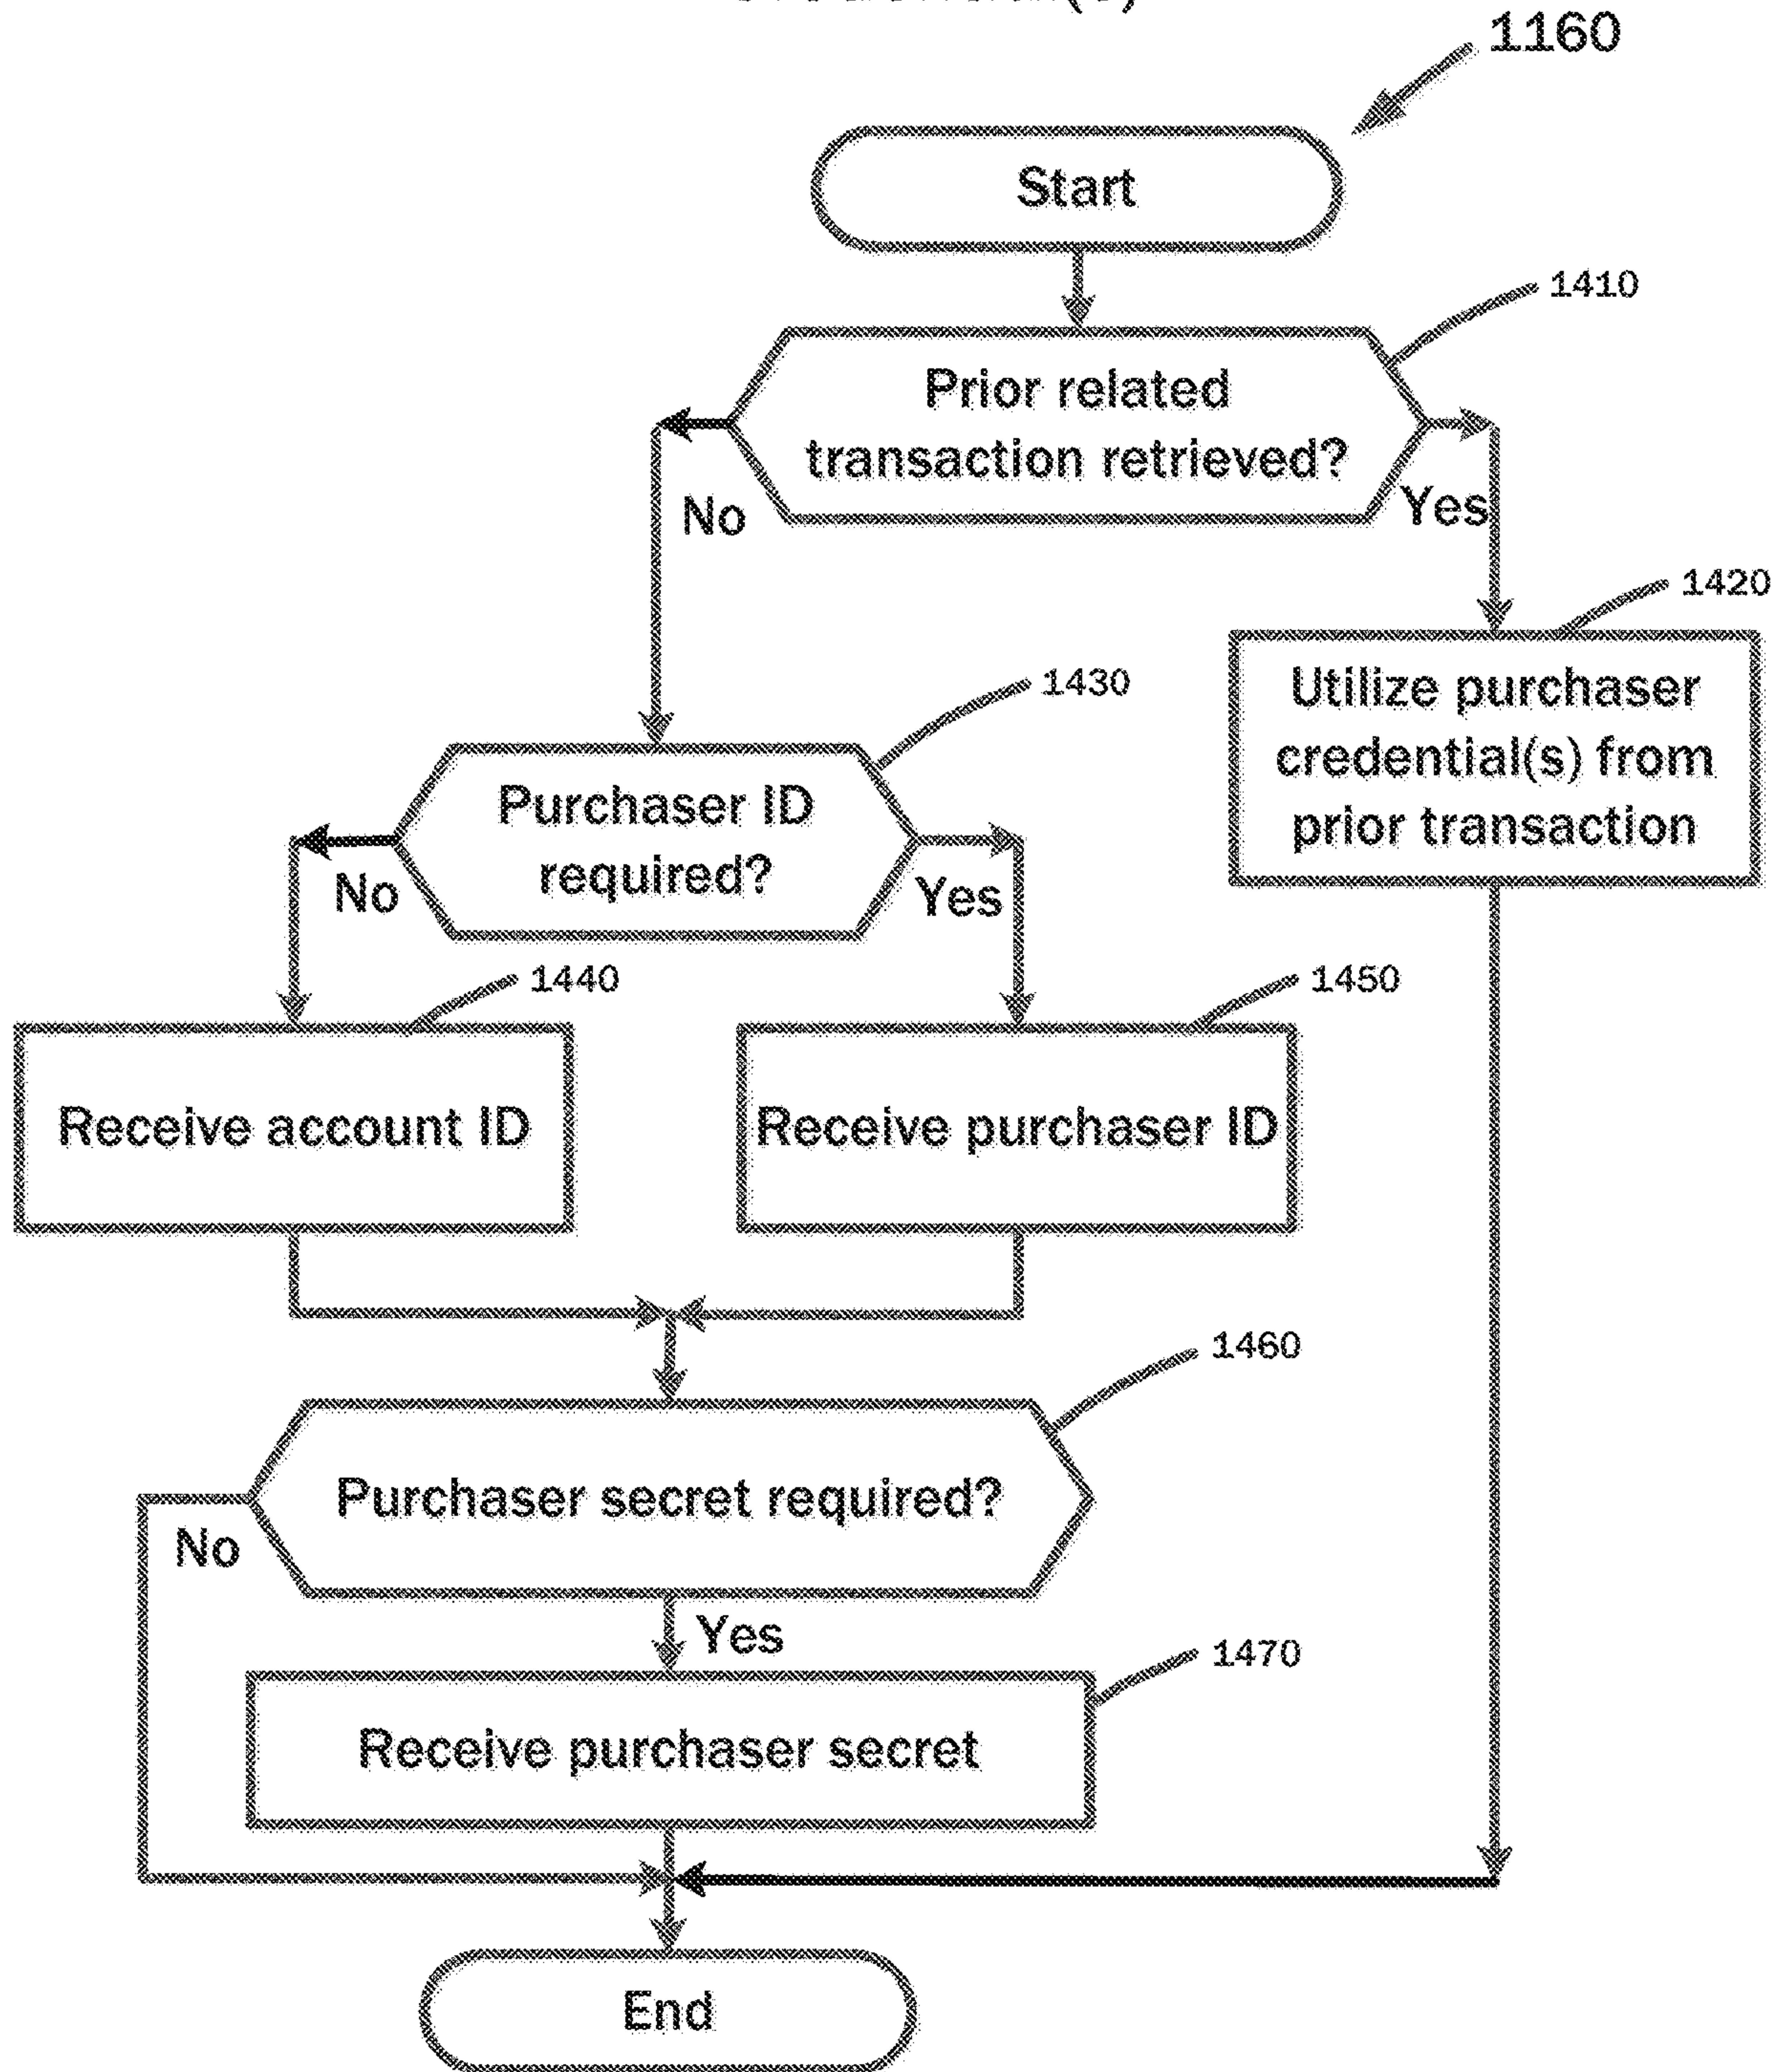 1160
Start
1410
Prior related
transaction retrieved?
No
Yes
1420
Utilize purchaser
credential(s) from
prior transaction
1430
Purchaser ID
required?
No
Yes
1440
1450
Receive account ID
Receive purchaser ID
1460
Purchaser secret required?
No
Yes
1470
Receive purchaser secret
End